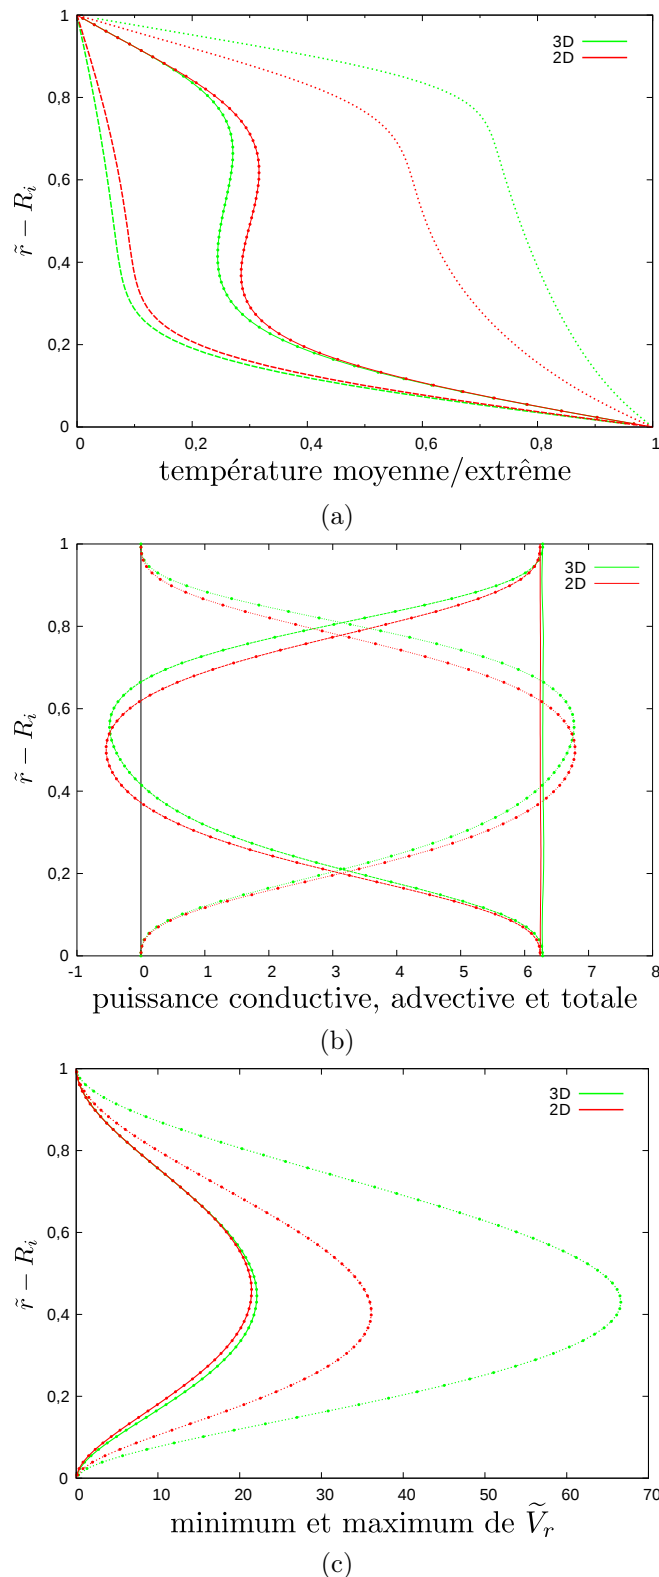 1
0,8
0,6
0,4
0,2
0
r̃ − Rᵢ
3D
2D
0 0,2 0,4 0,6 0,8 1
température moyenne/extrême
(a)
1
0,8
0,6
0,4
0,2
0
r̃ − Rᵢ
3D
2D
-1 0 1 2 3 4 5 6 7 8
puissance conductive, advective et totale
(b)
1
0,8
0,6
0,4
0,2
0
r̃ − Rᵢ
3D
2D
0 10 20 30 40 50 60 70
minimum et maximum de Ṽᵣ
(c)